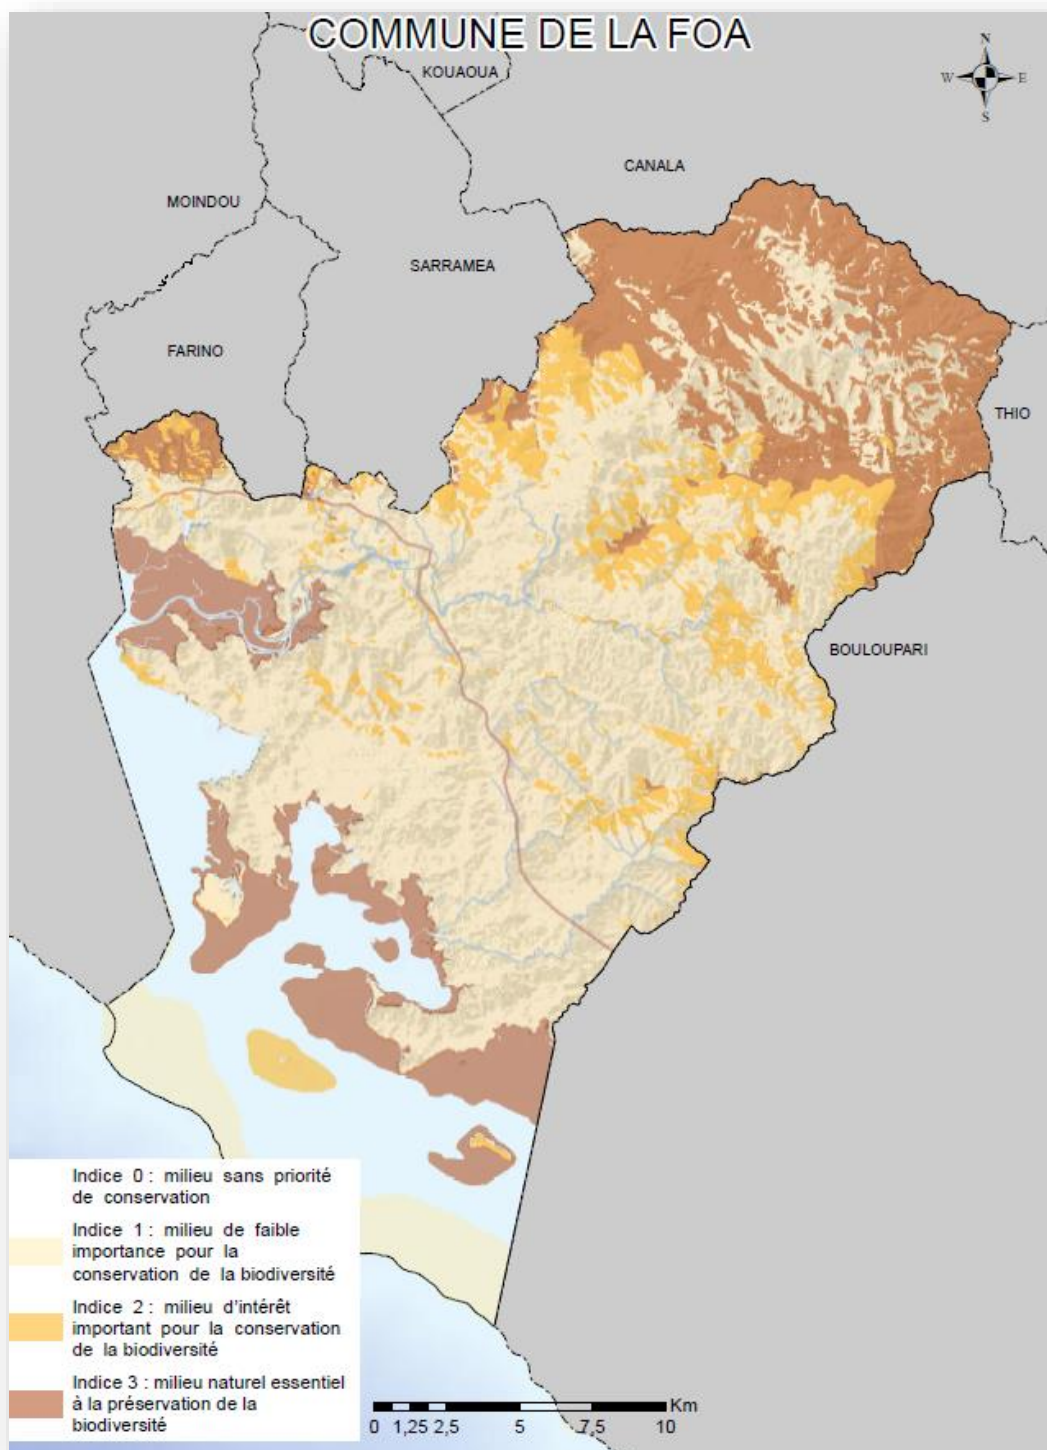 COMMUNE DE LA FOA
KOUAOUA
N
W E
S
CANALA
MOINDOU
SARRAMEA
FARINO
THIO
BOULOUPARI
Indice 0 : milieu sans priorité
de conservation
Indice 1 : milieu de faible
importance pour la
conservation de la biodiversité
Indice 2 : milieu d'intérêt
important pour la conservation
de la biodiversité
Indice 3 : milieu naturel essentiel
à la préservation de la
biodiversité
Km
0 1,25 2,5 5 7,5 10